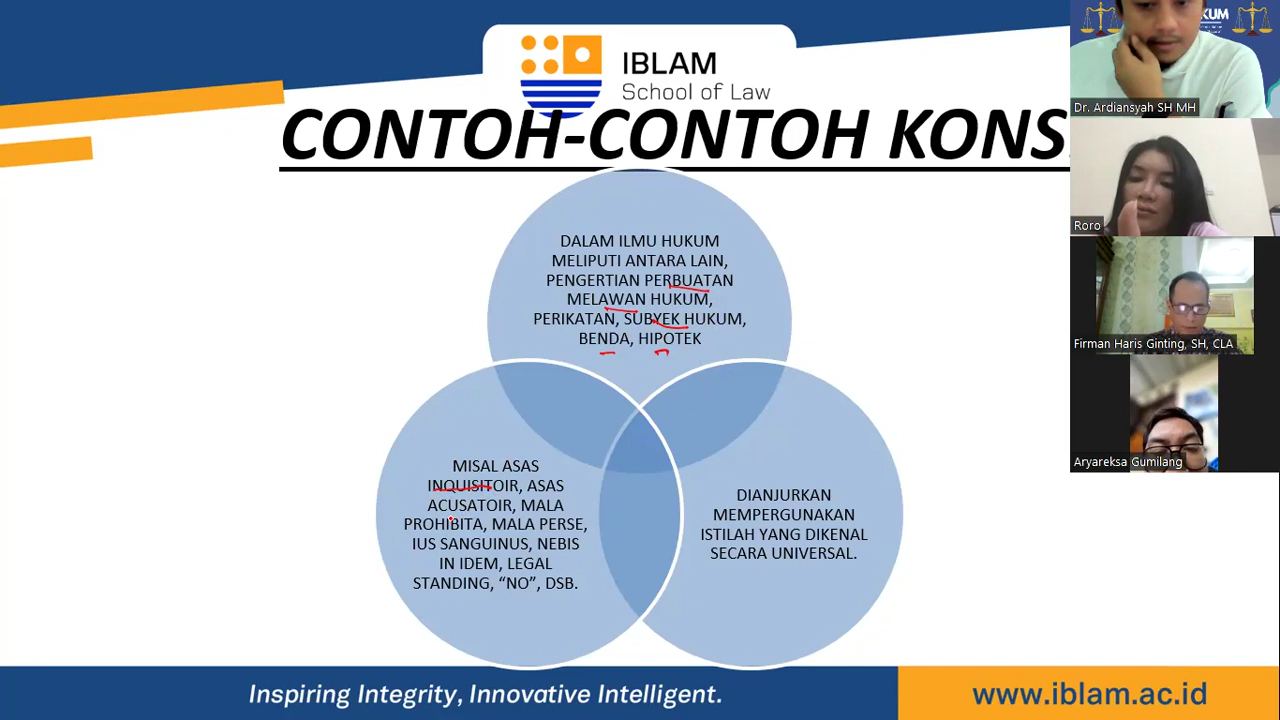 IBLAM
School of Law
CONTOH-CONTOH KONS
DALAM ILMU HUKUM
MELIPUTI ANTARA LAIN,
PENGERTIAN PERBUATAN
MELAWAN HUKUM,
PERIKATAN, SUBYEK HUKUM,
BENDA, HIPOTEK
MISAL ASAS
INQUISITOIR, ASAS
ACUSATOIR, MALA
PROHIBITA, MALA PERSE,
IUS SANGUINUS, NEBIS
IN IDEM, LEGAL
STANDING, “NO”, DSB.
DIANJURKAN
MEMPERGUNAKAN
ISTILAH YANG DIKENAL
SECARA UNIVERSAL.
Inspiring Integrity, Innovative Intelligent.
www.iblam.ac.id
Dr. Ardiansyah SH MH
Roro
Firman Haris Ginting, SH, CLA
Aryareksa Gumilang